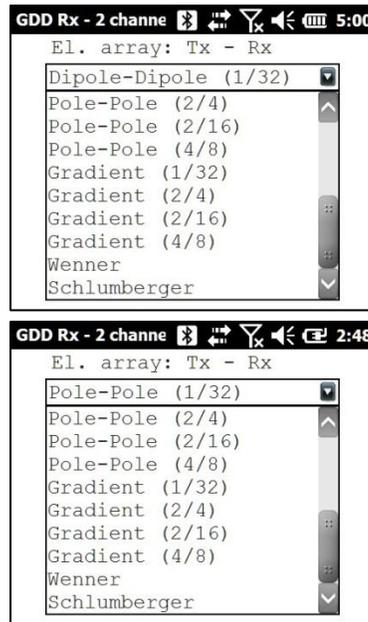 GDD Rx - 2 channe 5:00
El. array: Tx - Rx
Dipole-Dipole (1/32)
Pole-Pole (2/4)
Pole-Pole (2/16)
Pole-Pole (4/8)
Gradient (1/32)
Gradient (2/4)
Gradient (2/16)
Gradient (4/8)
Wenner
Schlumberger
GDD Rx - 2 channe 2:48
El. array: Tx - Rx
Pole-Pole (1/32)
Pole-Pole (2/4)
Pole-Pole (2/16)
Pole-Pole (4/8)
Gradient (1/32)
Gradient (2/4)
Gradient (2/16)
Gradient (4/8)
Wenner
Schlumberger